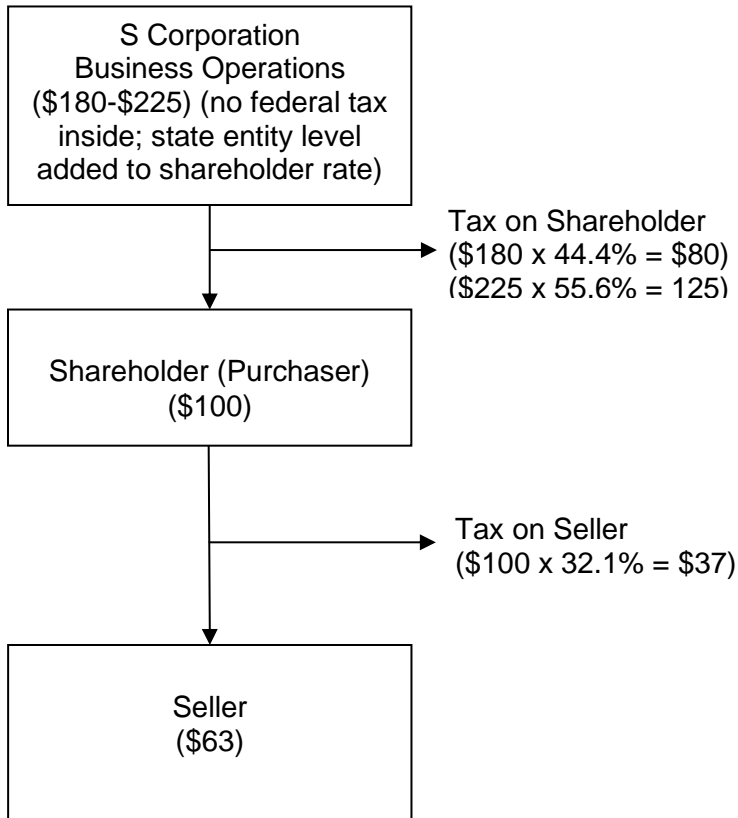 S Corporation
Business Operations
($180-$225) (no federal tax
inside; state entity level
added to shareholder rate)
Tax on Shareholder
($180 x 44.4% = $80)
($225 x 55.6% = 125)
Shareholder (Purchaser)
($100)
Tax on Seller
($100 x 32.1% = $37)
Seller
($63)